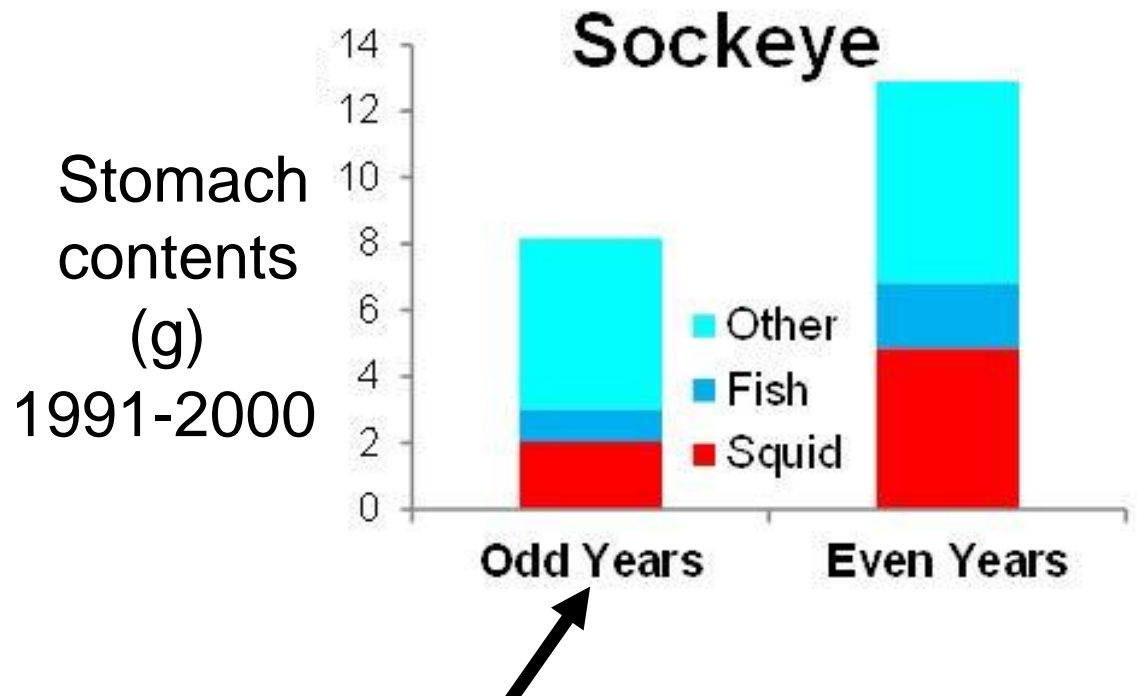 Sockeye
Stomach
contents
(g)
1991-2000
14
12
10
8
6
4
2
0
Other
Fish
Squid
Odd Years
Even Years